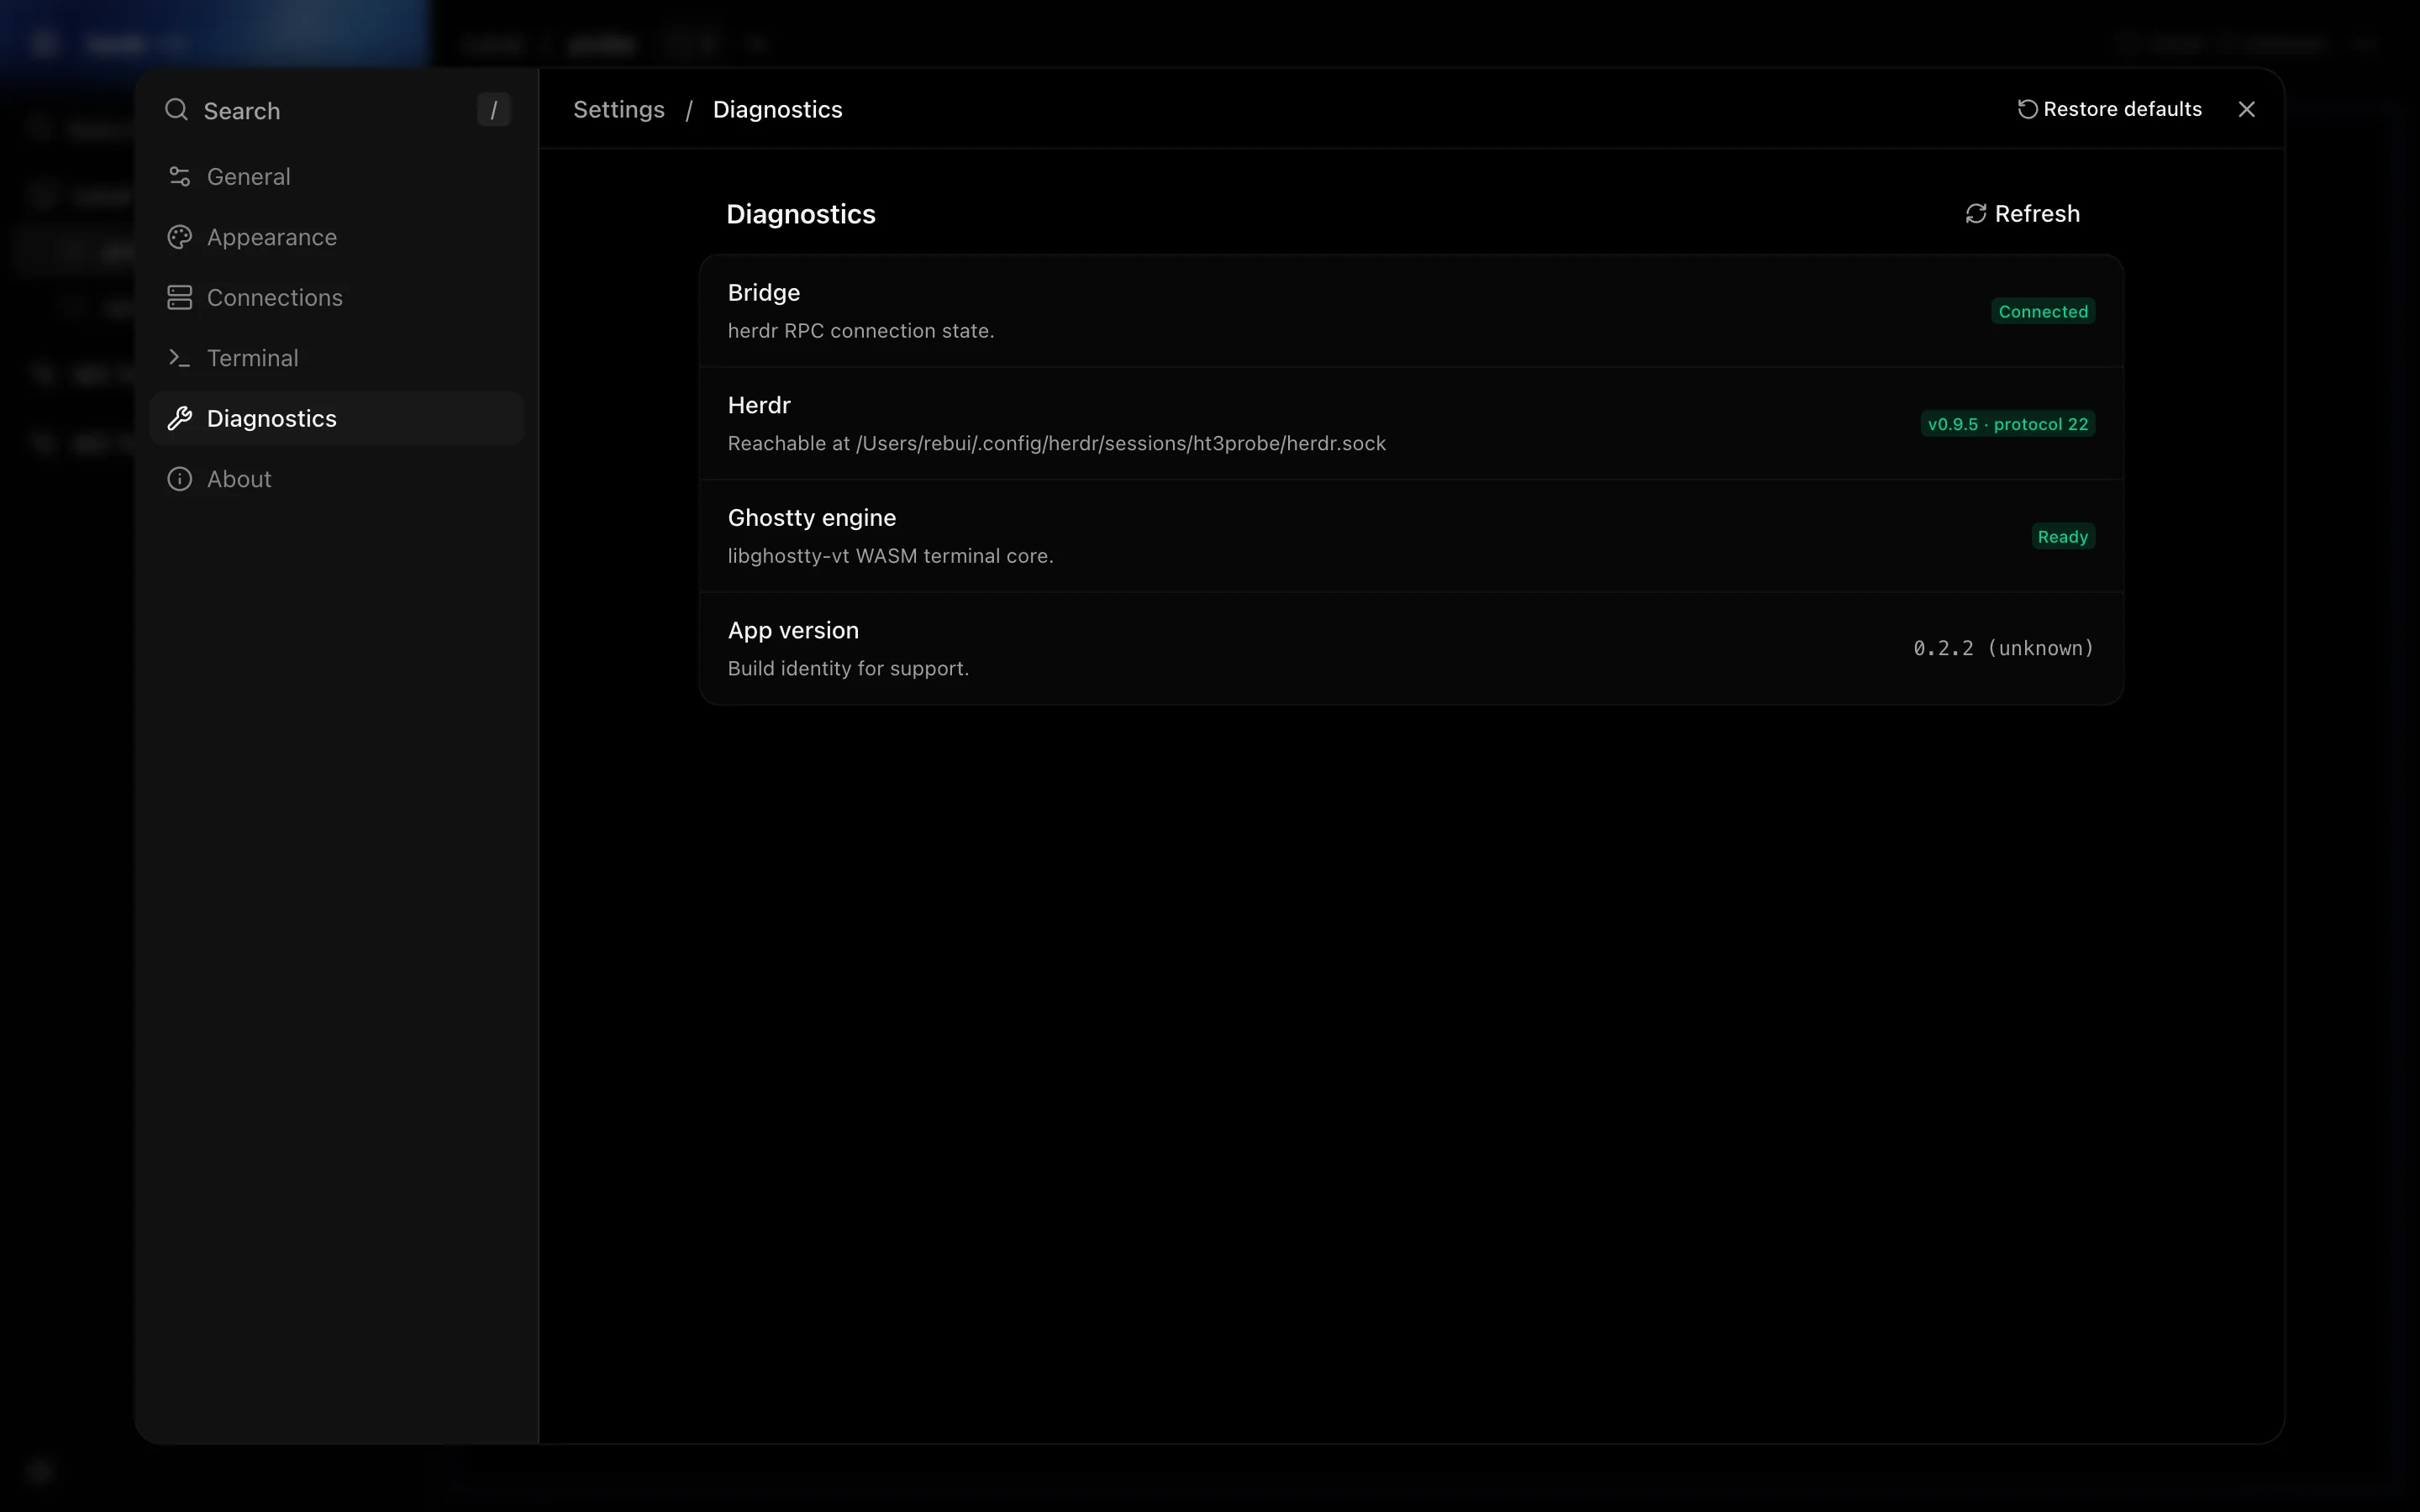 Search /
General
Appearance
Connections
Terminal
Diagnostics
About
Settings / Diagnostics
Restore defaults
Diagnostics
Refresh
Bridge
herdr RPC connection state.
Connected
Herdr
Reachable at /Users/rebui/.config/herdr/sessions/ht3probe/herdr.sock
v0.9.5 · protocol 22
Ghostty engine
libghostty-vt WASM terminal core.
Ready
App version
Build identity for support.
0.2.2 (unknown)